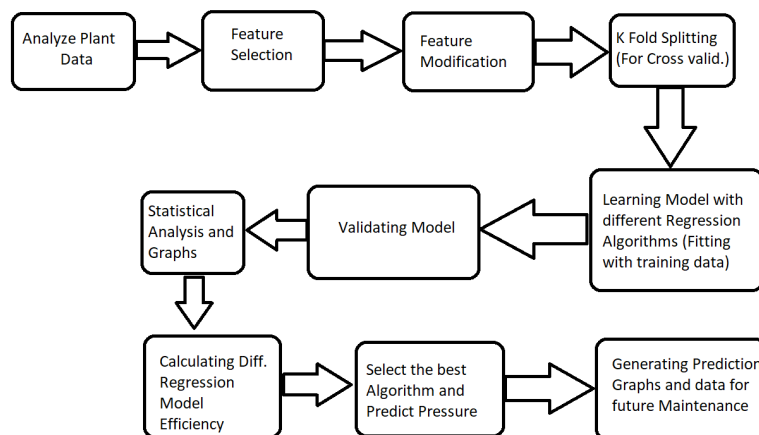 Analyze Plant
Data
Feature
Selection
Feature
Modification
K Fold Splitting
(For Cross valid.)
Learning Model with
different Regression
Algorithms (Fitting
with training data)
Validating Model
Statistical
Analysis and
Graphs
Calculating Diff.
Regression
Model
Efficiency
Select the best
Algorithm and
Predict Pressure
Generating Prediction
Graphs and data for
future Maintenance